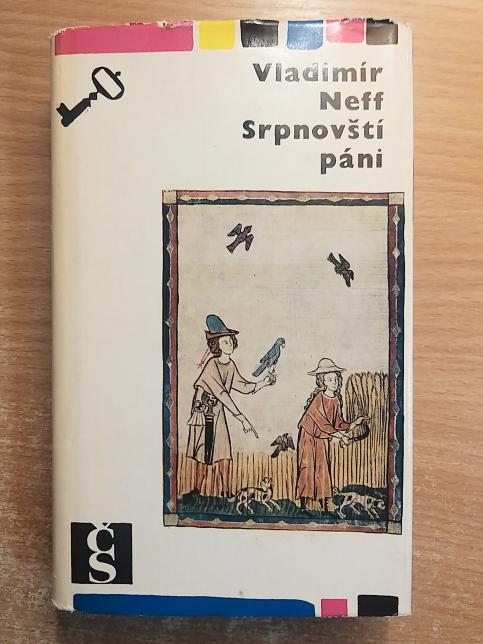 Vladimír
Neff
Srpnovští
páni
ČS